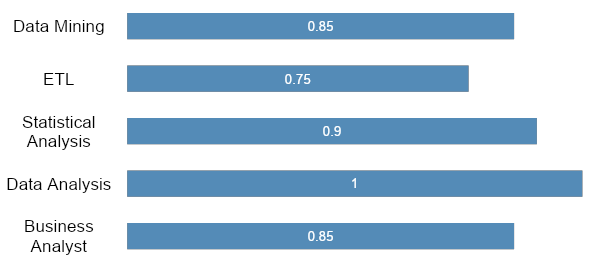 Data Mining
0.85
ETL
0.75
Statistical
Analysis
0.9
Data Analysis
1
Business
Analyst
0.85